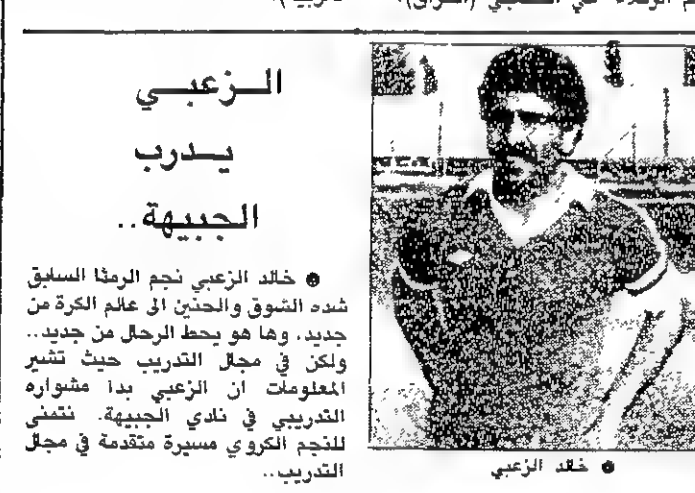 الزعبي
يدرب
الجبيهة..
● خالد الزعبي نجم الرمثا السابق
شده الشوق والحنين الى عالم الكرة من
جديد، وها هو يحط الرحال من جديد..
ولكن في مجال التدريب حيث تشير
المعلومات ان الزعبي بدا مشواره
التدريبي في نادي الجبيهة. نتمنى
للنجم الكروي مسيرة متقدمة في مجال
التدريب..
● خالد الزعبي